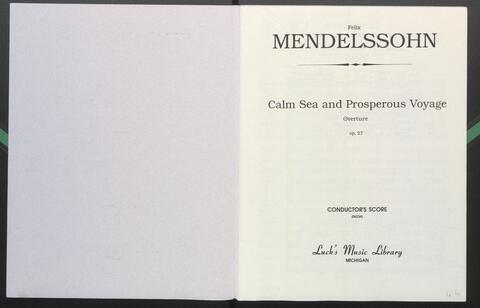 Felix
MENDELSSOHN
Calm Sea and Prosperous Voyage
Overture
op. 27
CONDUCTOR'S SCORE
Luck's Music Library
MICHIGAN